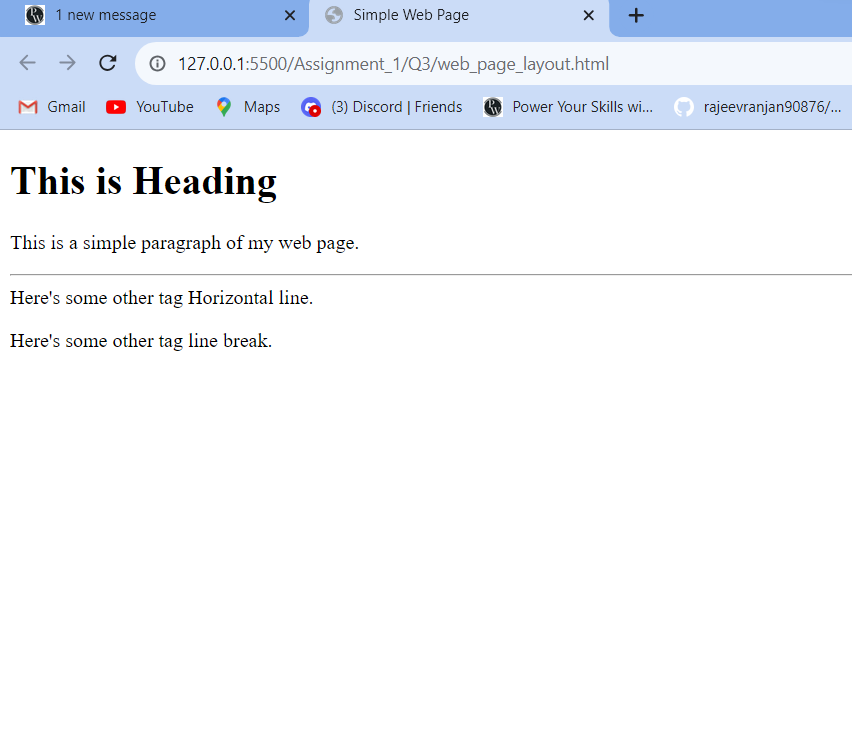 1 new message
Simple Web Page
127.0.0.1:5500/Assignment_1/Q3/web_page_layout.html
Gmail YouTube Maps (3) Discord | Friends Power Your Skills wi... rajeevranjan90876/...
This is Heading
This is a simple paragraph of my web page.
Here's some other tag Horizontal line.
Here's some other tag line break.